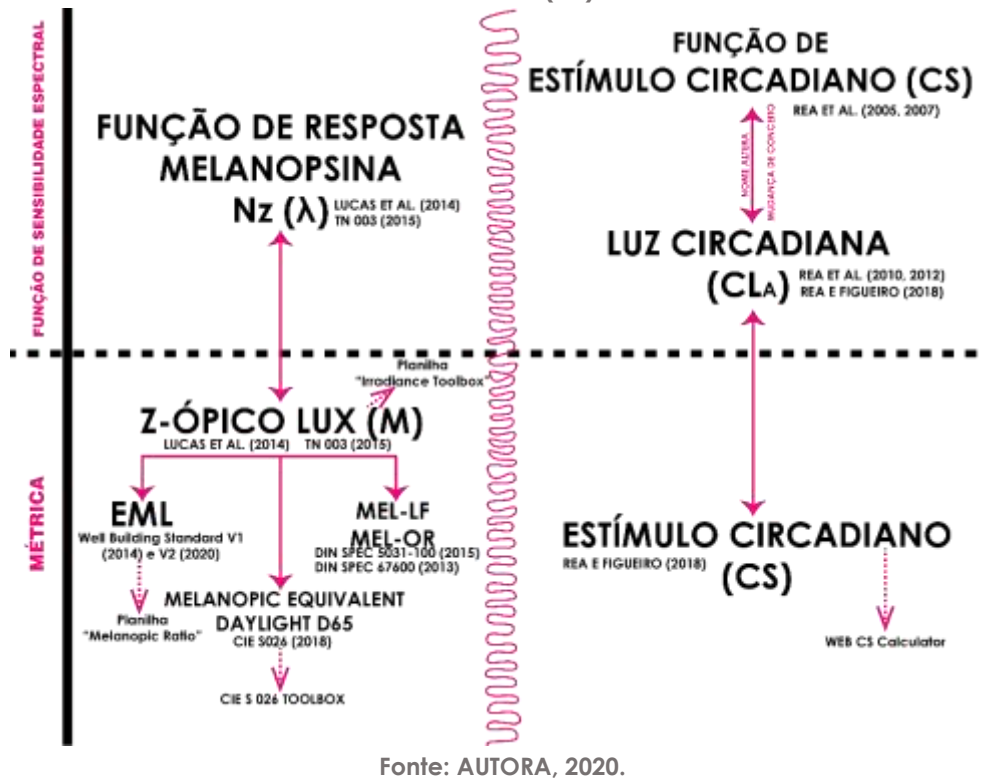 FUNÇÃO DE SENSIBILIDADE ESPECTRAL
FUNÇÃO DE RESPOSTA
MELANOPSINA
Nz (λ)
LUCAS ET AL. (2014)
TN 003 (2015)
FUNÇÃO DE
ESTÍMULO CIRCADIANO (CS)
REA ET AL. (2005, 2007)
NOME ALTERA
MUDANÇA DE CONCEITO
LUZ CIRCADIANA
(CLA)
REA ET AL. (2010, 2012)
REA E FIGUEIRO (2018)
MÉTRICA
Planilha
"Irradiance Toolbox"
Z-ÓPICO LUX (M)
LUCAS ET AL. (2014) TN 003 (2015)
EML
Well Building Standard V1
(2014) e V2 (2020)
Planilha
"Melanopic Ratio"
MEL-LF
MEL-OR
DIN SPEC 5031-100 (2015)
DIN SPEC 67600 (2013)
MELANOPIC EQUIVALENT
DAYLIGHT D65
CIE S026 (2018)
CIE S 026 TOOLBOX
ESTÍMULO CIRCADIANO
REA E FIGUEIRO (2018)
(CS)
WEB CS Calculator
Fonte: AUTORA, 2020.